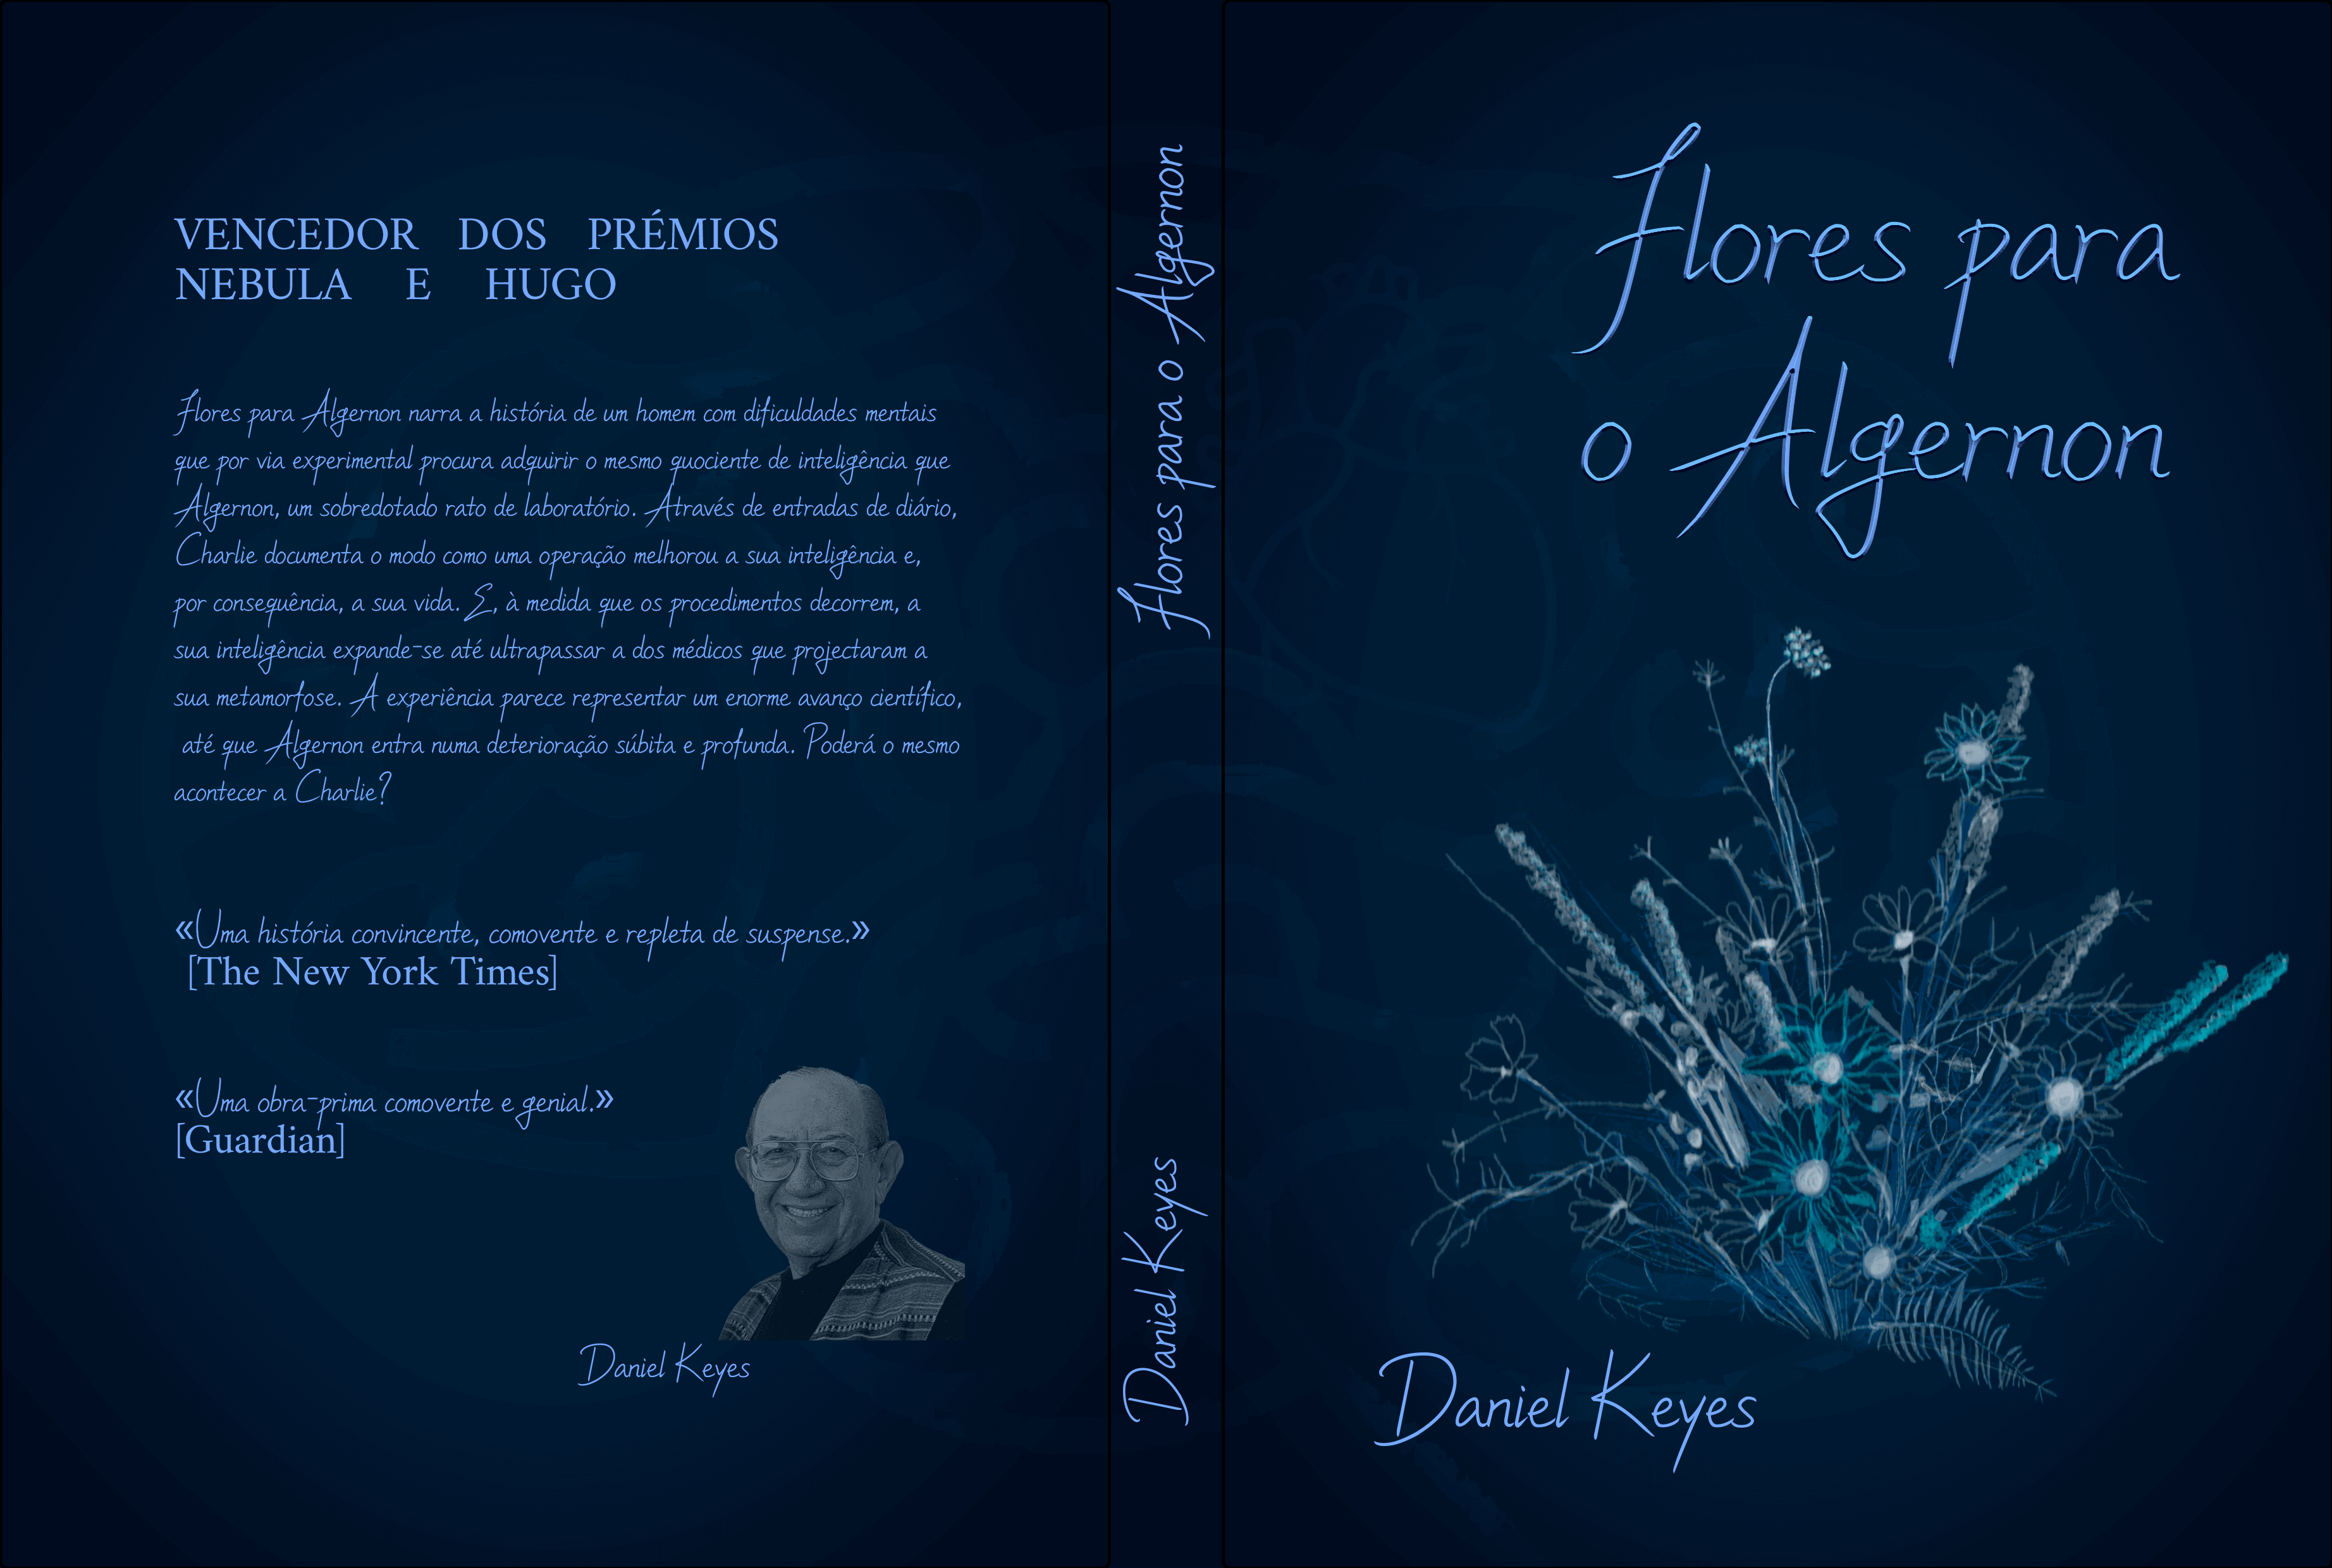 VENCEDOR DOS PRÉMIOS
NEBULA E HUGO
Flores para Algernon narra a história de um homem com dificuldades mentais
que por via experimental procura adquirir o mesmo quociente de inteligência que
Algernon, um sobredotado rato de laboratório. Através de entradas de diário,
Charlie documenta o modo como uma operação melhorou a sua inteligência e,
por consequência, a sua vida. E, à medida que os procedimentos decorrem, a
sua inteligência expande-se até ultrapassar a dos médicos que projectaram a
sua metamorfose. A experiência parece representar um enorme avanço científico,
até que Algernon entra numa deterioração súbita e profunda. Poderá o mesmo
acontecer a Charlie?
«Uma história convincente, comovente e repleta de suspense.»
[The New York Times]
«Uma obra-prima comovente e genial.»
[Guardian]
Daniel Keyes
Flores para o Algernon
Daniel Keyes
Flores para
o Algernon
Daniel Keyes